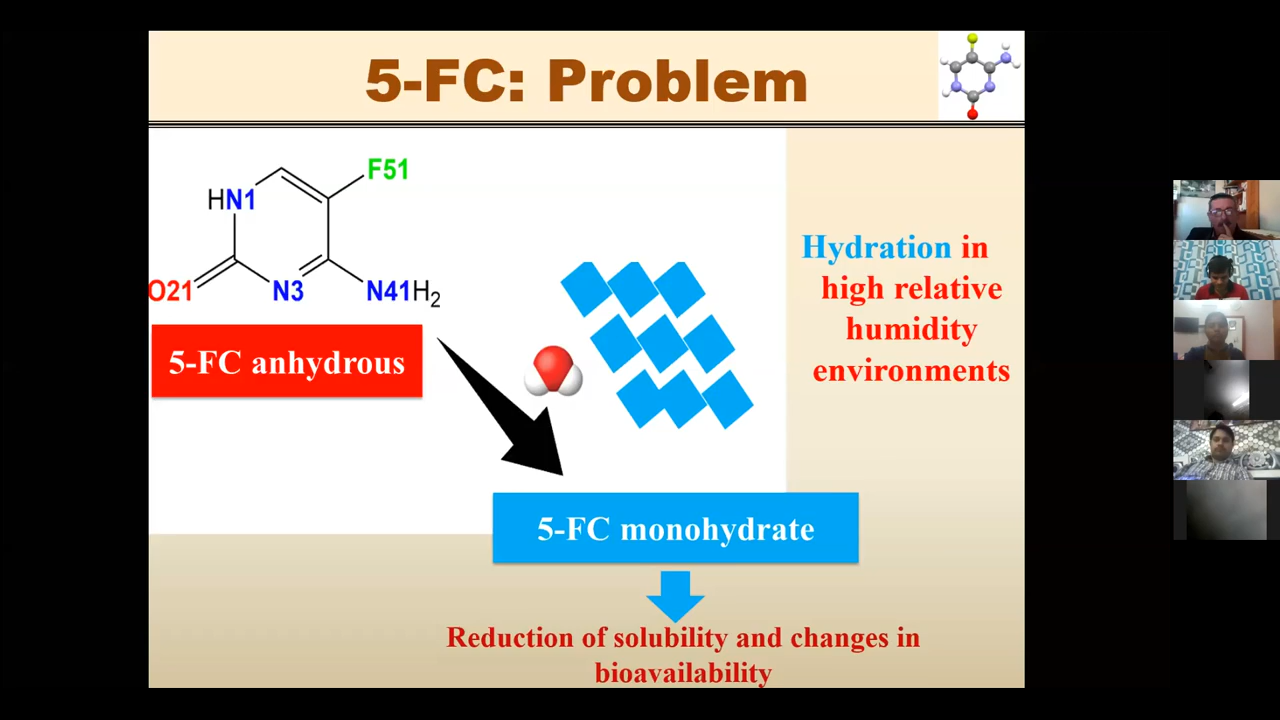 5-FC: Problem
F51
HN1
O21
N3
N41H₂
5-FC anhydrous
Hydration in
high relative
humidity
environments
5-FC monohydrate
Reduction of solubility and changes in
bioavailability